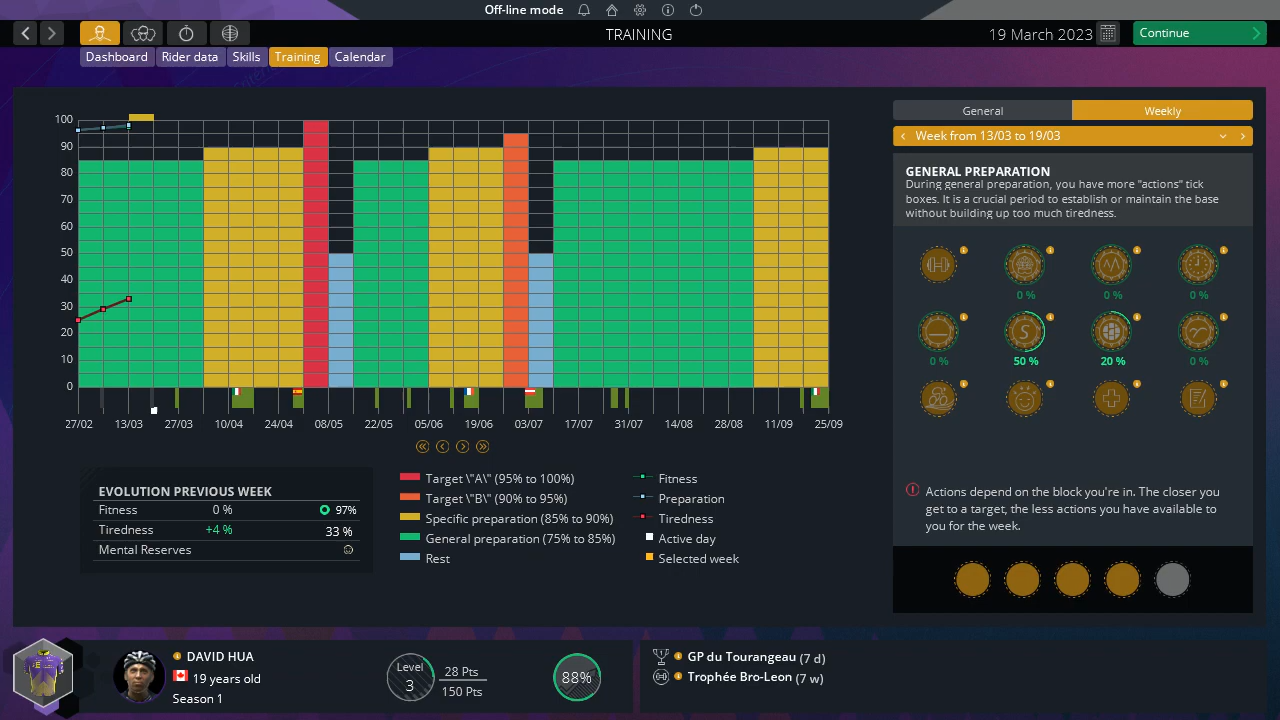 Off-line mode
TRAINING
19 March 2023
Continue
Dashboard
Rider data
Skills
Training
Calendar
General
Weekly
Week from 13/03 to 19/03
GENERAL PREPARATION
During general preparation, you have more "actions" tick
boxes. It is a crucial period to establish or maintain the base
without building up too much tiredness.
0 %
0 %
0 %
0 %
50 %
20 %
0 %
Actions depend on the block you're in. The closer you
get to a target, the less actions you have available to
you for the week.
100
90
80
70
60
50
40
30
20
10
0
27/02
13/03
27/03
10/04
24/04
08/05
22/05
05/06
19/06
03/07
17/07
31/07
14/08
28/08
11/09
25/09
EVOLUTION PREVIOUS WEEK
Fitness 0 % 97%
Tiredness +4 % 33 %
Mental Reserves
Target \"A\" (95% to 100%)
Target \"B\" (90% to 95%)
Specific preparation (85% to 90%)
General preparation (75% to 85%)
Rest
Fitness
Preparation
Tiredness
Active day
Selected week
DAVID HUA
19 years old
Season 1
Level
3
28 Pts
150 Pts
88%
GP du Tourangeau (7 d)
Trophée Bro-Leon (7 w)